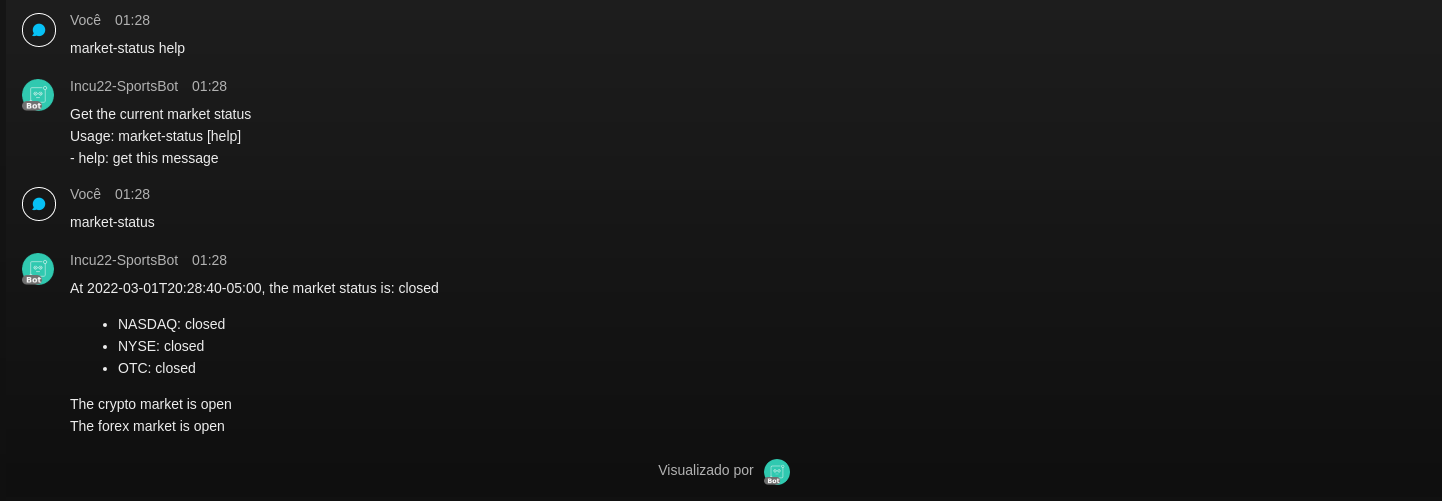 Você 01:28
market-status help
Incu22-SportsBot 01:28
Bot
Get the current market status
Usage: market-status [help]
- help: get this message
Você 01:28
market-status
Incu22-SportsBot 01:28
Bot
At 2022-03-01T20:28:40-05:00, the market status is: closed
• NASDAQ: closed
• NYSE: closed
• OTC: closed
The crypto market is open
The forex market is open
Visualizado por
Bot